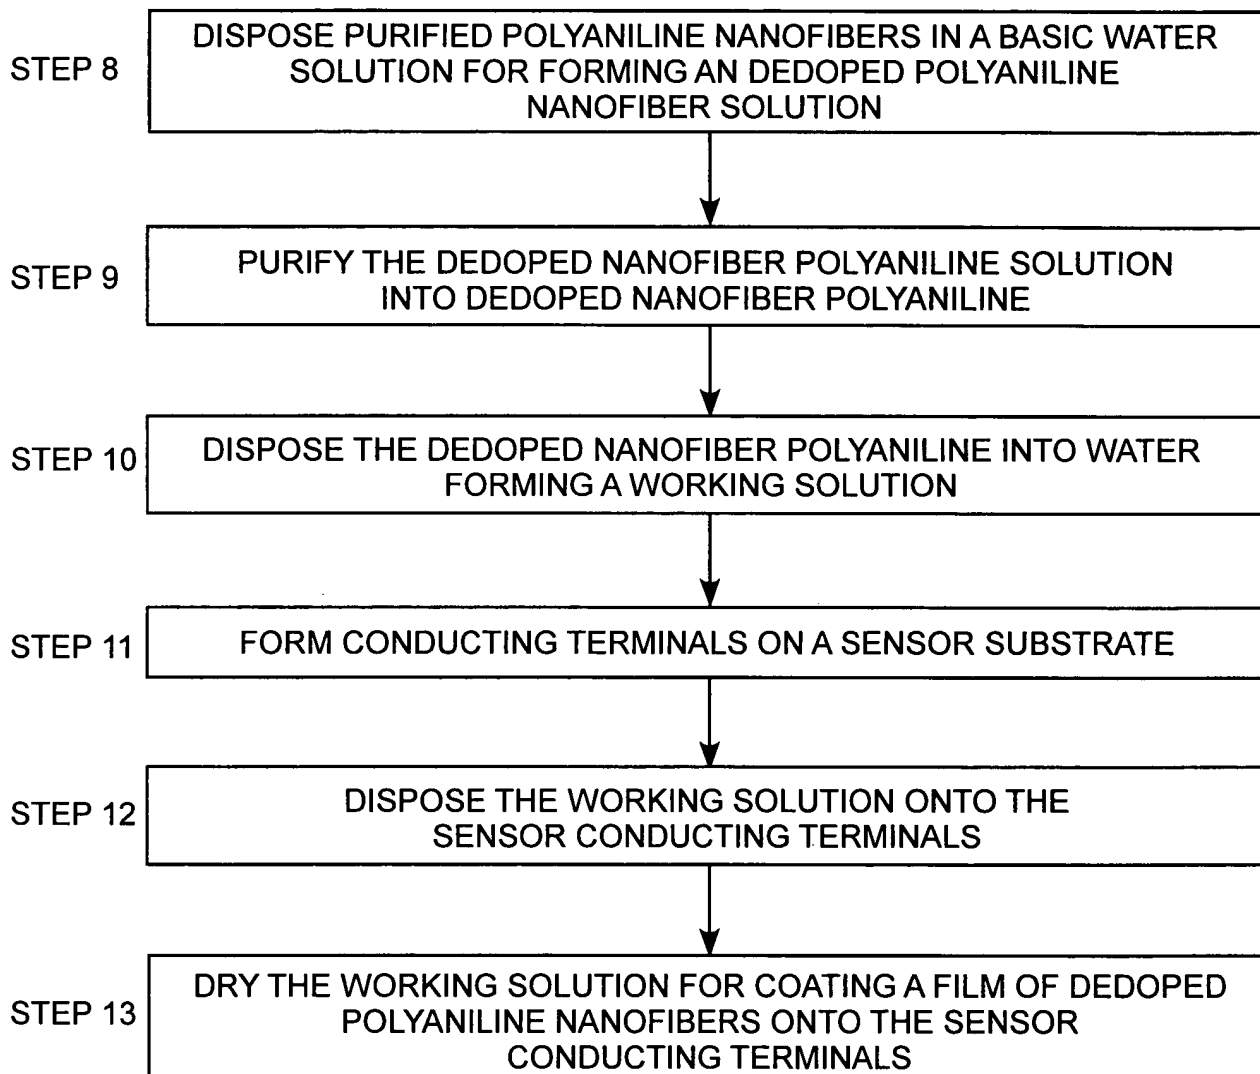 STEP 8
DISPOSE PURIFIED POLYANILINE NANOFIBERS IN A BASIC WATER
SOLUTION FOR FORMING AN DEDOPED POLYANILINE
NANOFIBER SOLUTION
STEP 9
PURIFY THE DEDOPED NANOFIBER POLYANILINE SOLUTION
INTO DEDOPED NANOFIBER POLYANILINE
STEP 10
DISPOSE THE DEDOPED NANOFIBER POLYANILINE INTO WATER
FORMING A WORKING SOLUTION
STEP 11
FORM CONDUCTING TERMINALS ON A SENSOR SUBSTRATE
STEP 12
DISPOSE THE WORKING SOLUTION ONTO THE
SENSOR CONDUCTING TERMINALS
STEP 13
DRY THE WORKING SOLUTION FOR COATING A FILM OF DEDOPED
POLYANILINE NANOFIBERS ONTO THE SENSOR
CONDUCTING TERMINALS